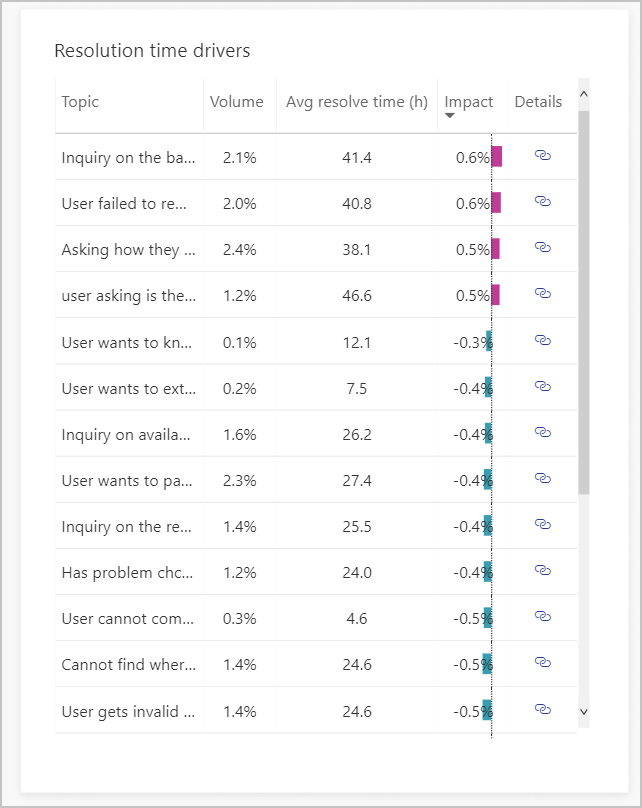 Resolution time drivers
Topic Volume Avg resolve time (h) Impact Details
Inquiry on the ba... 2.1% 41.4 0.6%
User failed to re... 2.0% 40.8 0.6%
Asking how they ... 2.4% 38.1 0.5%
user asking is the... 1.2% 46.6 0.5%
User wants to kn... 0.1% 12.1 -0.3%
User wants to ext... 0.2% 7.5 -0.4%
Inquiry on availa... 1.6% 26.2 -0.4%
User wants to pa... 2.3% 27.4 -0.4%
Inquiry on the re... 1.4% 25.5 -0.4%
Has problem chc... 1.2% 24.0 -0.4%
User cannot com... 0.3% 4.6 -0.5%
Cannot find wher... 1.4% 24.6 -0.5%
User gets invalid ... 1.4% 24.6 -0.5%